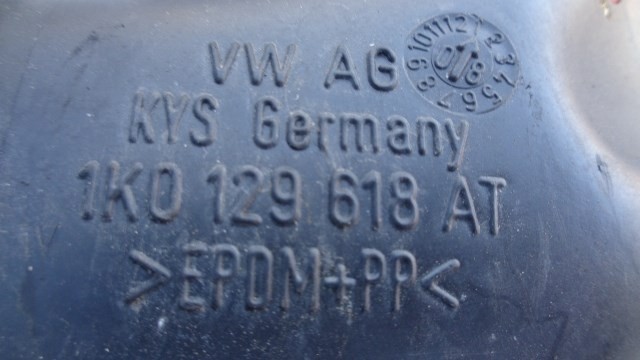 VW AG
KYS Germany
1K0 129 618 AT
>EPDM+PP<